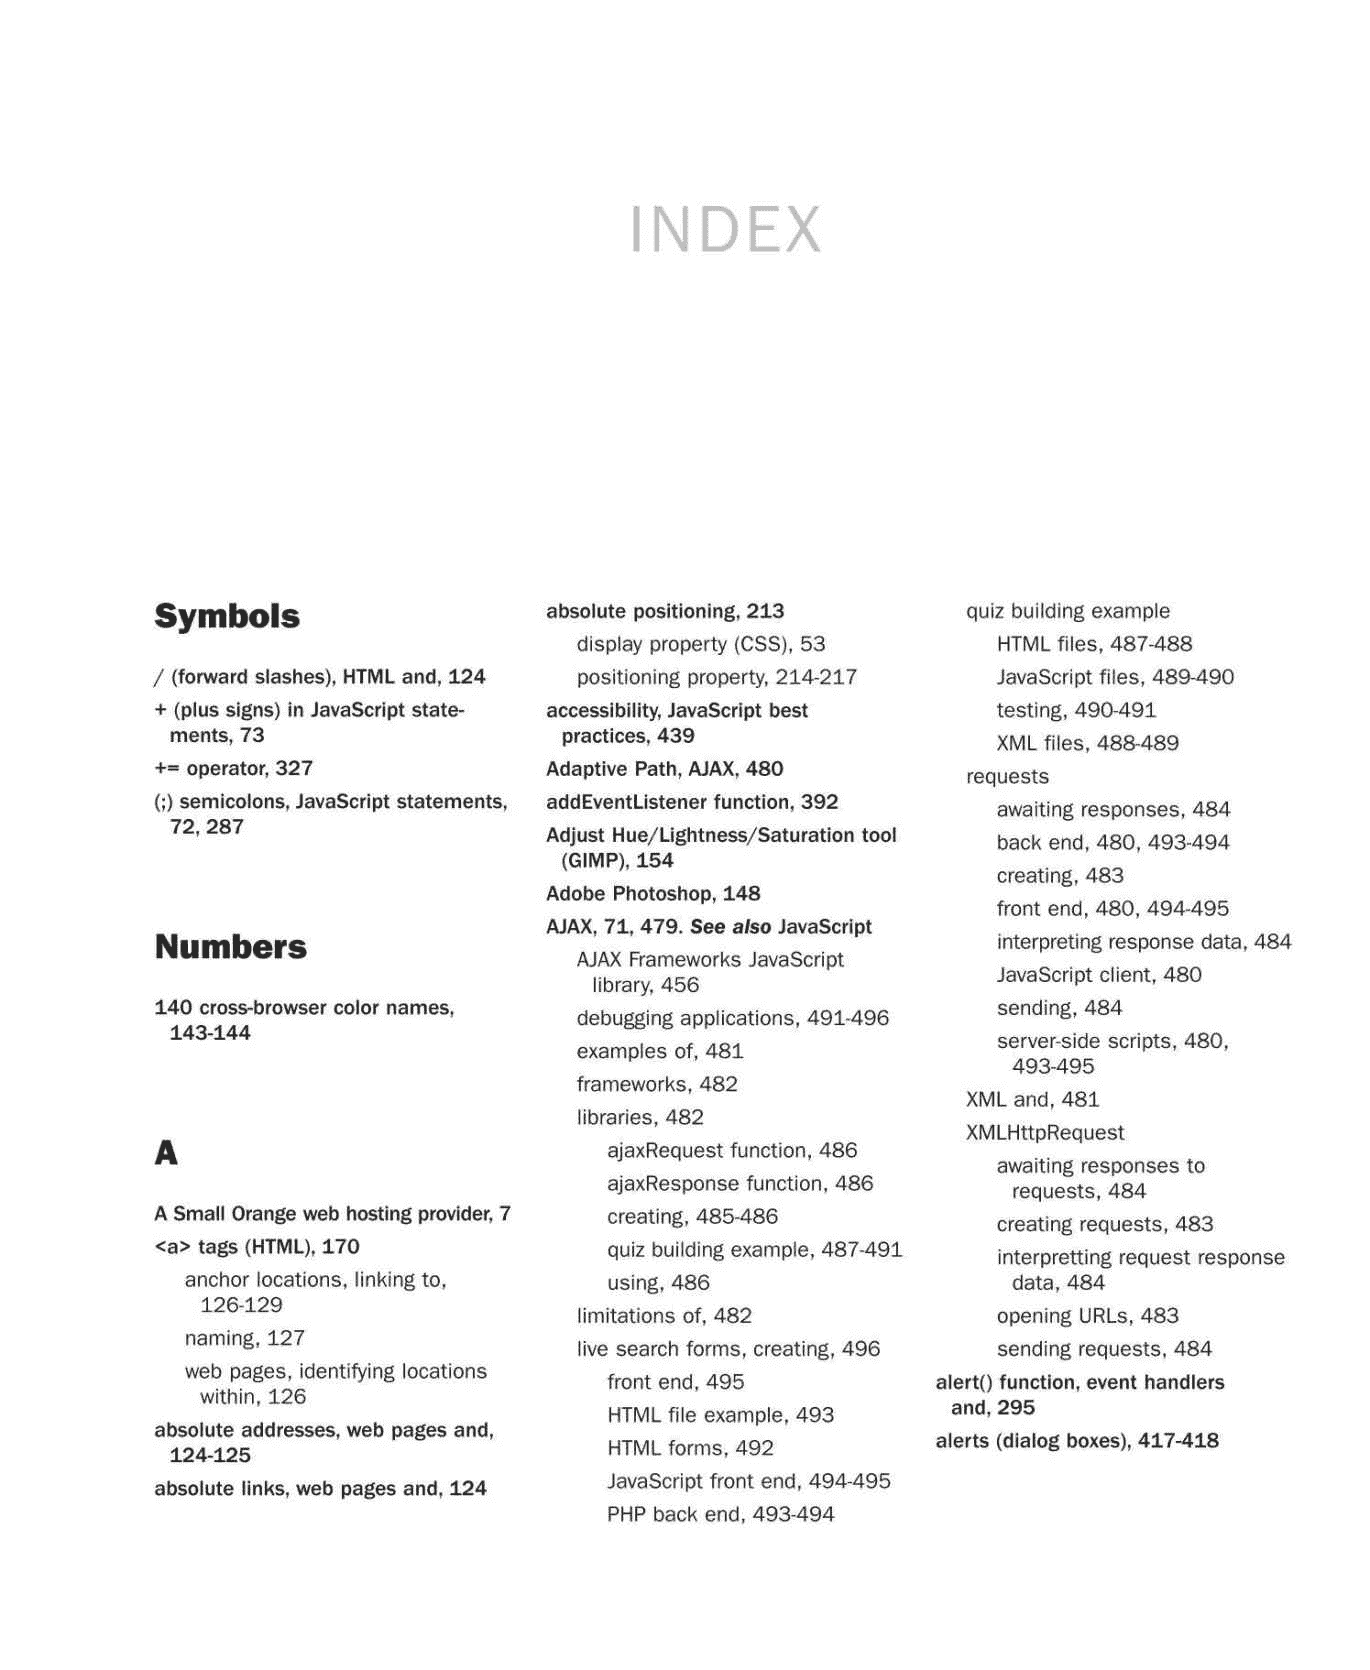 INDEX
Symbols
/ (forward slashes), HTML and, 124
+ (plus signs) in JavaScript state-
ments, 73
+= operator, 327
(;) semicolons, JavaScript statements,
72, 287
Numbers
140 cross-browser color names,
143-144
A
A Small Orange web hosting provider, 7
<a> tags (HTML), 170
anchor locations, linking to,
126-129
naming, 127
web pages, identifying locations
within, 126
absolute addresses, web pages and,
124-125
absolute links, web pages and, 124
absolute positioning, 213
display property (CSS), 53
positioning property, 214-217
accessibility, JavaScript best
practices, 439
Adaptive Path, AJAX, 480
addEventListener function, 392
Adjust Hue/Lightness/Saturation tool
(GIMP), 154
Adobe Photoshop, 148
AJAX, 71, 479. See also JavaScript
AJAX Frameworks JavaScript
library, 456
debugging applications, 491-496
examples of, 481
frameworks, 482
libraries, 482
ajaxRequest function, 486
ajaxResponse function, 486
creating, 485-486
quiz building example, 487-491
using, 486
limitations of, 482
live search forms, creating, 496
front end, 495
HTML file example, 493
HTML forms, 492
JavaScript front end, 494-495
PHP back end, 493-494
quiz building example
HTML files, 487-488
JavaScript files, 489-490
testing, 490-491
XML files, 488-489
requests
awaiting responses, 484
back end, 480, 493-494
creating, 483
front end, 480, 494-495
interpreting response data, 484
JavaScript client, 480
sending, 484
server-side scripts, 480,
493-495
XML and, 481
XMLHttpRequest
awaiting responses to
requests, 484
creating requests, 483
interpretting request response
data, 484
opening URLs, 483
sending requests, 484
alert() function, event handlers
and, 295
alerts (dialog boxes), 417-418